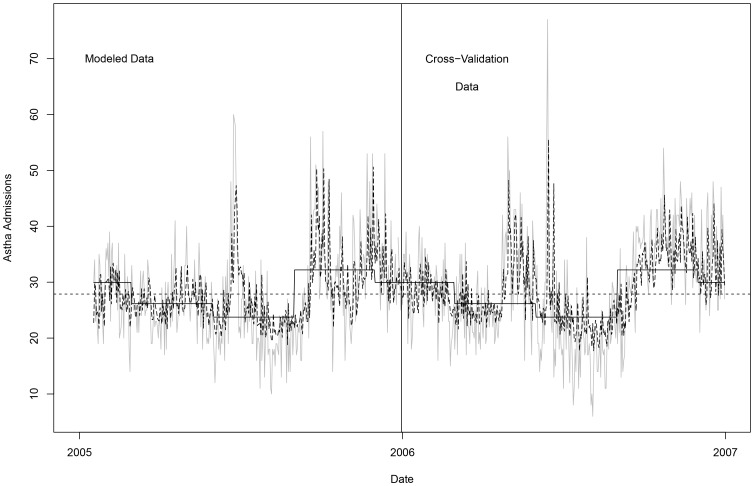 Modeled Data
Cross−Validation
Data
Astha Admissions
70
60
50
40
30
20
10
2005
2006
2007
Date